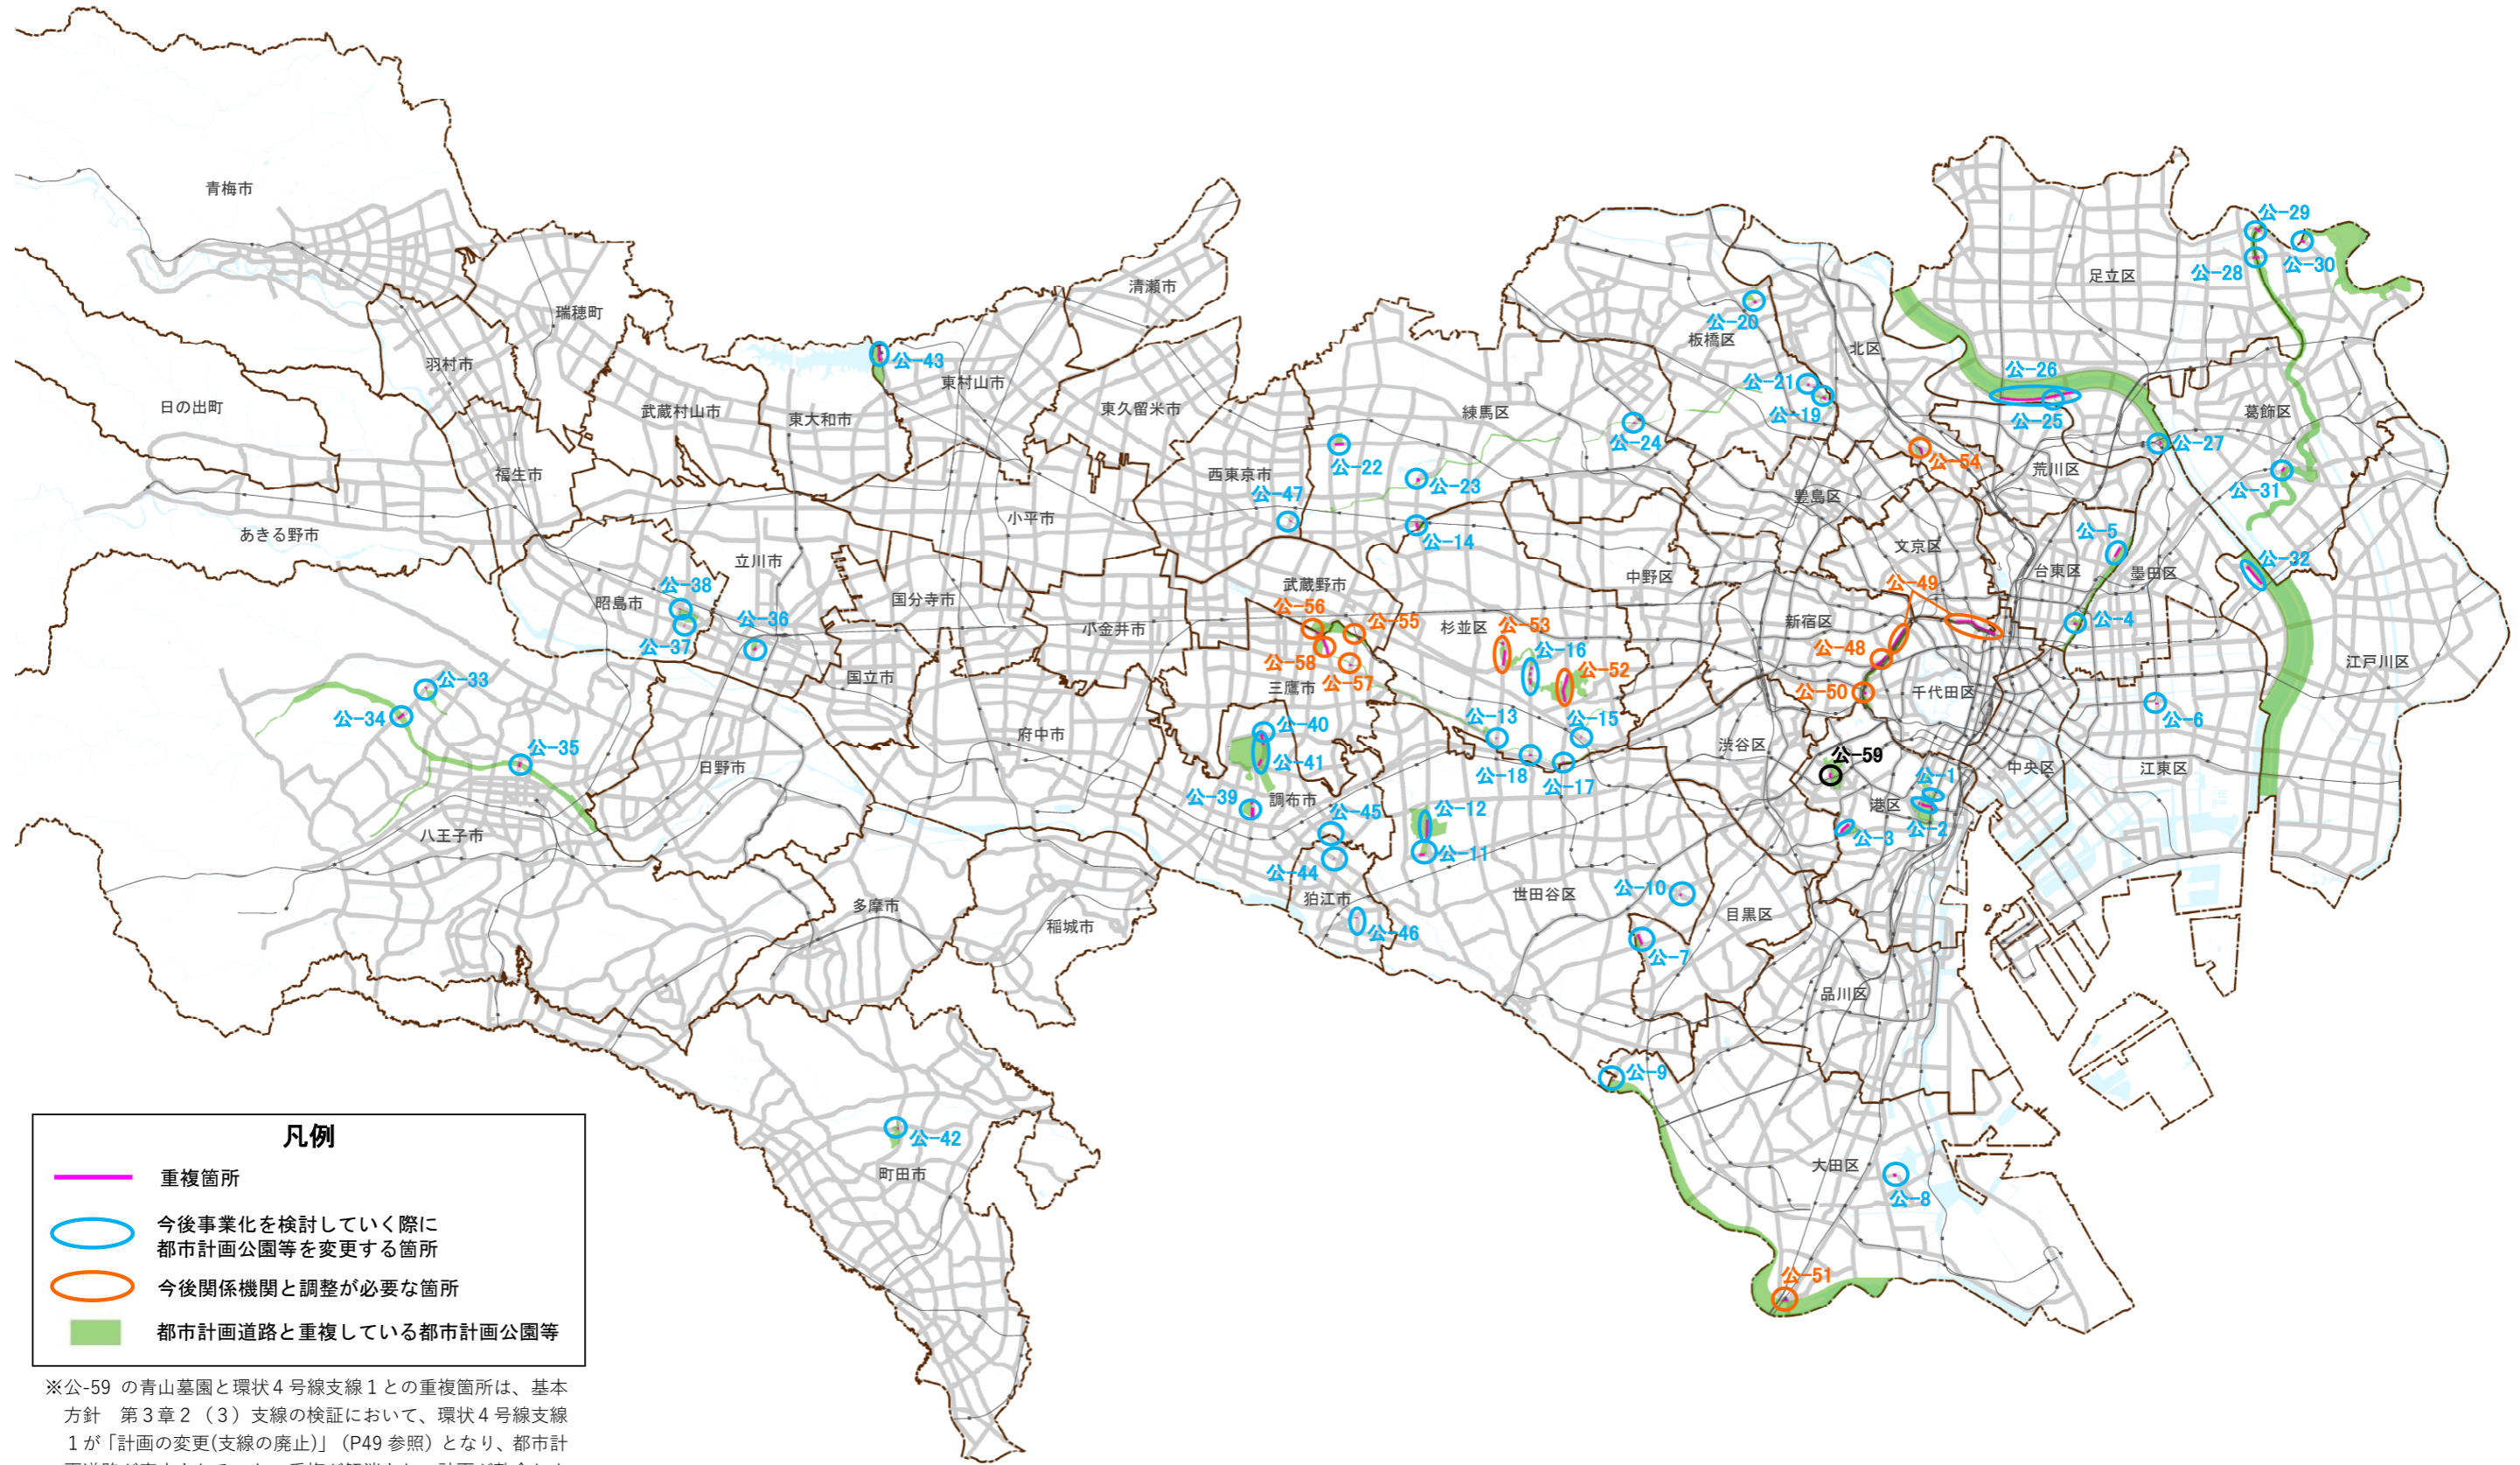 青梅市
瑞穂町
羽村市
日の出町
福生市
あきる野市
武蔵村山市
東大和市
公-43
東村山市
清瀬市
東久留米市
西東京市
公-47
小平市
立川市
昭島市
公-38
公-37
公-36
国分寺市
国立市
小金井市
府中市
日野市
公-33
公-34
公-35
八王子市
多摩市
稲城市
公-42
町田市
公-22
公-23
公-14
練馬区
公-24
公-20
板橋区
公-21
公-19
北区
公-54
豊島区
荒川区
文京区
足立区
公-29
公-28
公-30
公-26
公-25
公-27
葛飾区
公-31
公-32
公-5
台東区
墨田区
公-4
江戸川区
公-6
江東区
中央区
千代田区
公-49
新宿区
公-48
公-50
中野区
武蔵野市
公-56
公-55
公-58
公-57
三鷹市
杉並区
公-53
公-16
公-52
公-13
公-15
公-18
公-17
公-40
公-41
公-39
調布市
公-45
公-44
公-12
公-11
狛江市
公-46
世田谷区
公-10
公-7
目黒区
渋谷区
公-59
公-1
港区
公-2
公-3
品川区
公-9
大田区
公-8
公-51
凡例
重複箇所
今後事業化を検討していく際に
都市計画公園等を変更する箇所
今後関係機関と調整が必要な箇所
都市計画道路と重複している都市計画公園等
※公-59 の青山墓園と環状4号線支線1との重複箇所は、基本
方針 第3章2(3)支線の検証において、環状4号線支線
1が「計画の変更(支線の廃止)」(P49 参照)となり、都市計